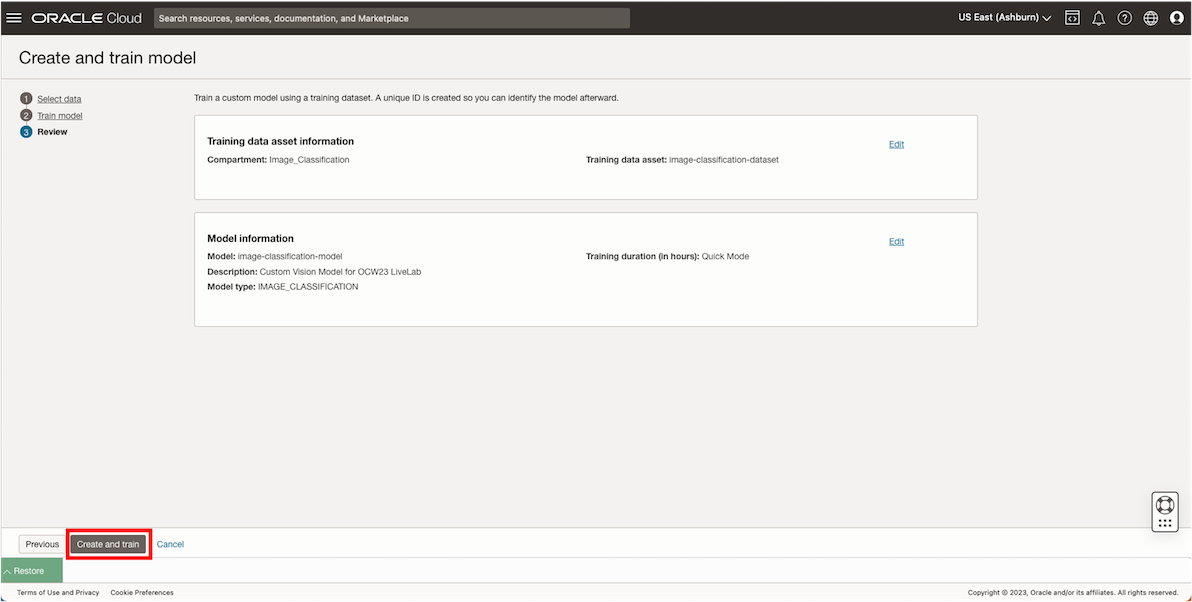 ORACLE Cloud
Search resources, services, documentation, and Marketplace
US East (Ashburn)
Create and train model
1 Select data
2 Train model
3 Review
Train a custom model using a training dataset. A unique ID is created so you can identify the model afterward.
Training data asset information
Edit
Compartment: Image_Classification
Training data asset: image-classification-dataset
Model information
Edit
Model: image-classification-model
Training duration (in hours): Quick Mode
Description: Custom Vision Model for OCW23 LiveLab
Model type: IMAGE_CLASSIFICATION
Previous
Create and train
Cancel
Restore
Terms of Use and Privacy
Cookie Preferences
Copyright © 2023, Oracle and/or its affiliates. All rights reserved.